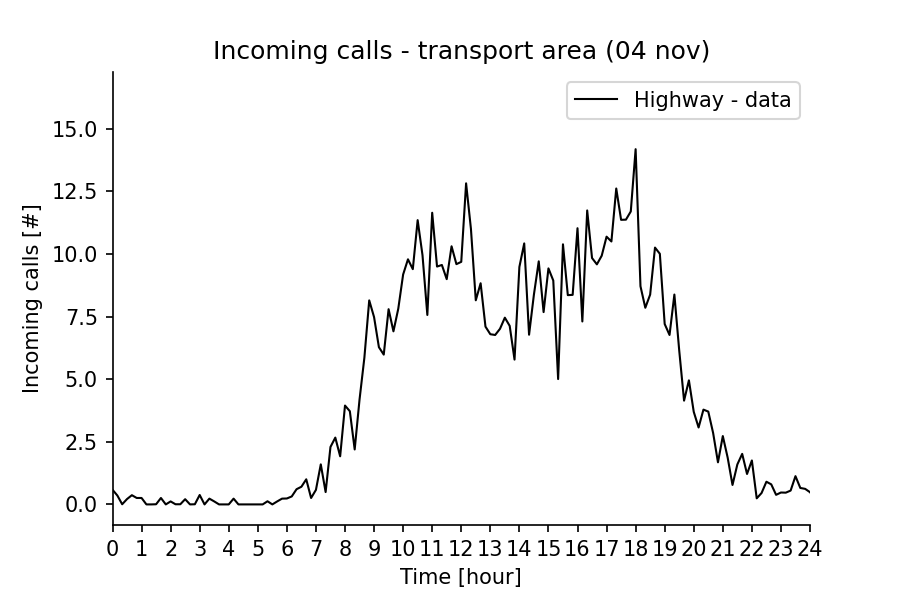 Incoming calls - transport area (04 nov)
Highway - data
15.0
12.5
10.0
7.5
5.0
2.5
0.0
Incoming calls [#]
0 1 2 3 4 5 6 7 8 9 10 11 12 13 14 15 16 17 18 19 20 21 22 23 24
Time [hour]